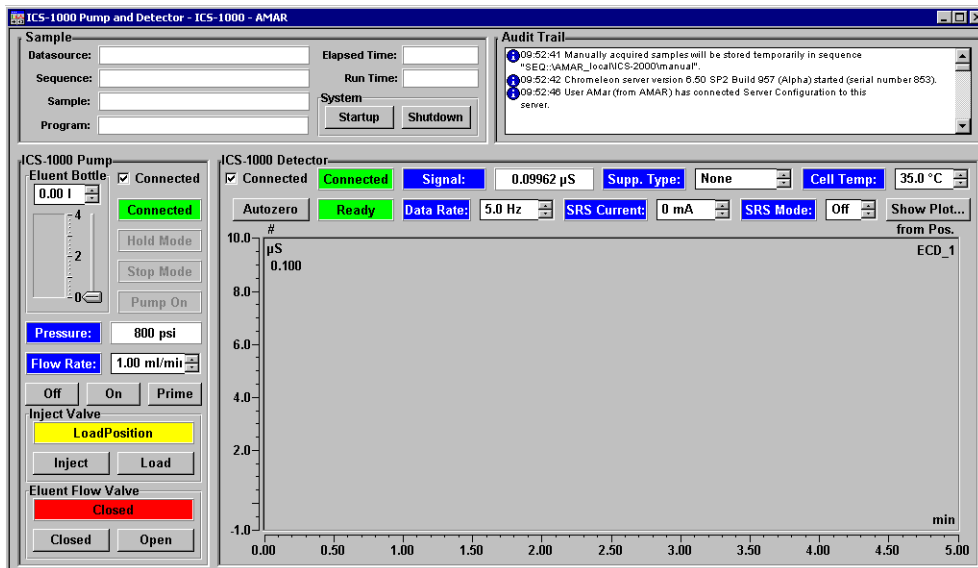 ICS-1000 Pump and Detector - ICS-1000 - AMAR
Sample
Datasource:
Elapsed Time:
Sequence:
Run Time:
Sample:
System
Program:
Startup
Shutdown
Audit Trail
09:52:41 Manually acquired samples will be stored temporarily in sequence
"SEQ::\AMAR_local\ICS-2000\manual".
09:52:42 Chromeleon server version 6.50 SP2 Build 957 (Alpha) started (serial number 853).
09:52:46 User AMar (from AMAR) has connected Server Configuration to this
server.
ICS-1000 Pump
Eluent Bottle
0.00 l
Connected
Connected
4
2
0
Hold Mode
Stop Mode
Pump On
Pressure:
800 psi
Flow Rate:
1.00 ml/min
Off
On
Prime
Inject Valve
LoadPosition
Inject
Load
Eluent Flow Valve
Closed
Closed
Open
ICS-1000 Detector
Connected
Connected
Signal:
0.09962 µS
Supp. Type:
None
Cell Temp:
35.0 °C
Autozero
Ready
Data Rate:
5.0 Hz
SRS Current:
0 mA
SRS Mode:
Off
Show Plot...
#
from Pos.
10.0
µS
ECD_1
0.100
8.0
6.0
4.0
2.0
-1.0
min
0.00 0.50 1.00 1.50 2.00 2.50 3.00 3.50 4.00 4.50 5.00